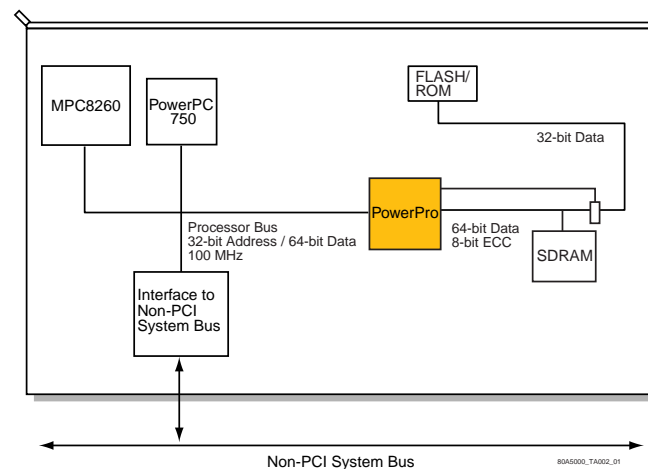 MPC8260
PowerPC
750
FLASH/
ROM
32-bit Data
PowerPro
Processor Bus
32-bit Address / 64-bit Data
100 MHz
64-bit Data
8-bit ECC
SDRAM
Interface to
Non-PCI
System Bus
Non-PCI System Bus
80A5000_TA002_01